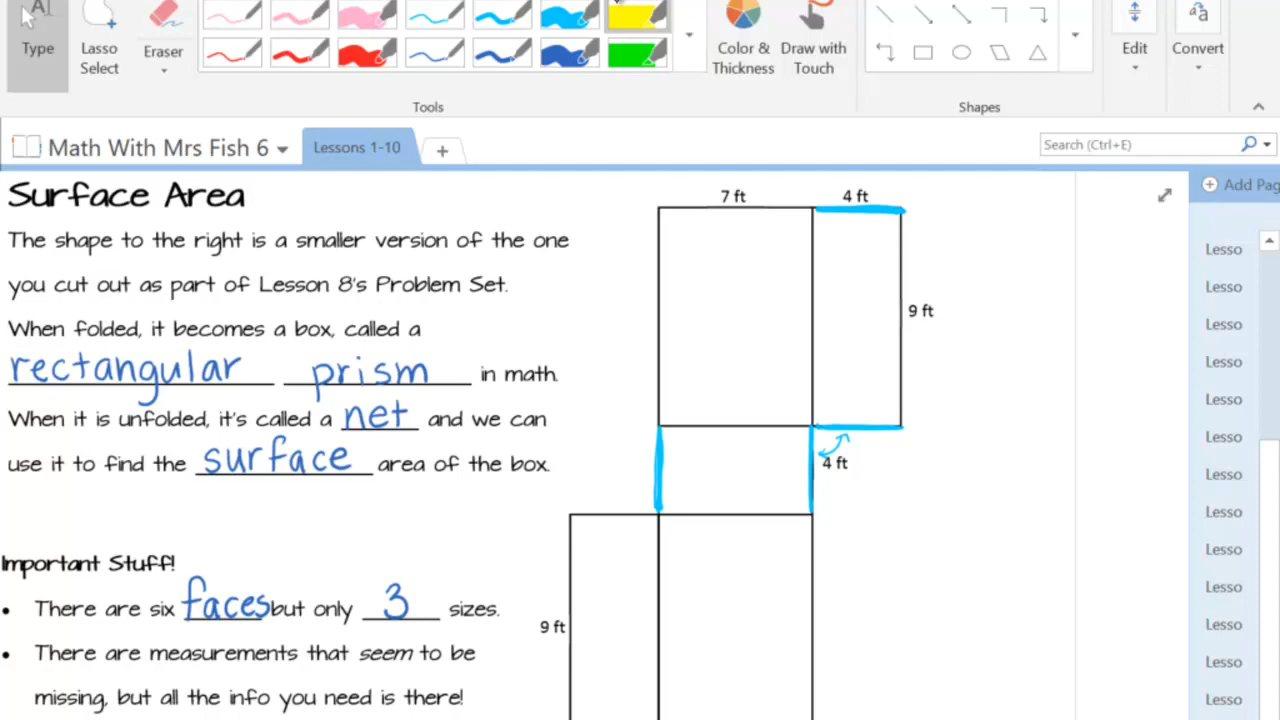 Type
Lasso
Select
Eraser
Color &
Thickness
Draw with
Touch
Edit
Convert
Tools
Shapes
Math With Mrs Fish 6
Lessons 1-10
+
Search (Ctrl+E)
Add Pag
Surface Area
The shape to the right is a smaller version of the one
you cut out as part of Lesson 8's Problem Set.
When folded, it becomes a box, called a
rectangular prism in math.
When it is unfolded, it's called a net and we can
use it to find the surface area of the box.
Important Stuff!
• There are six faces but only 3 sizes.
• There are measurements that seem to be
missing, but all the info you need is there!
7 ft
4 ft
9 ft
4 ft
9 ft
Lesso
Lesso
Lesso
Lesso
Lesso
Lesso
Lesso
Lesso
Lesso
Lesso
Lesso
Lesso
Lesso